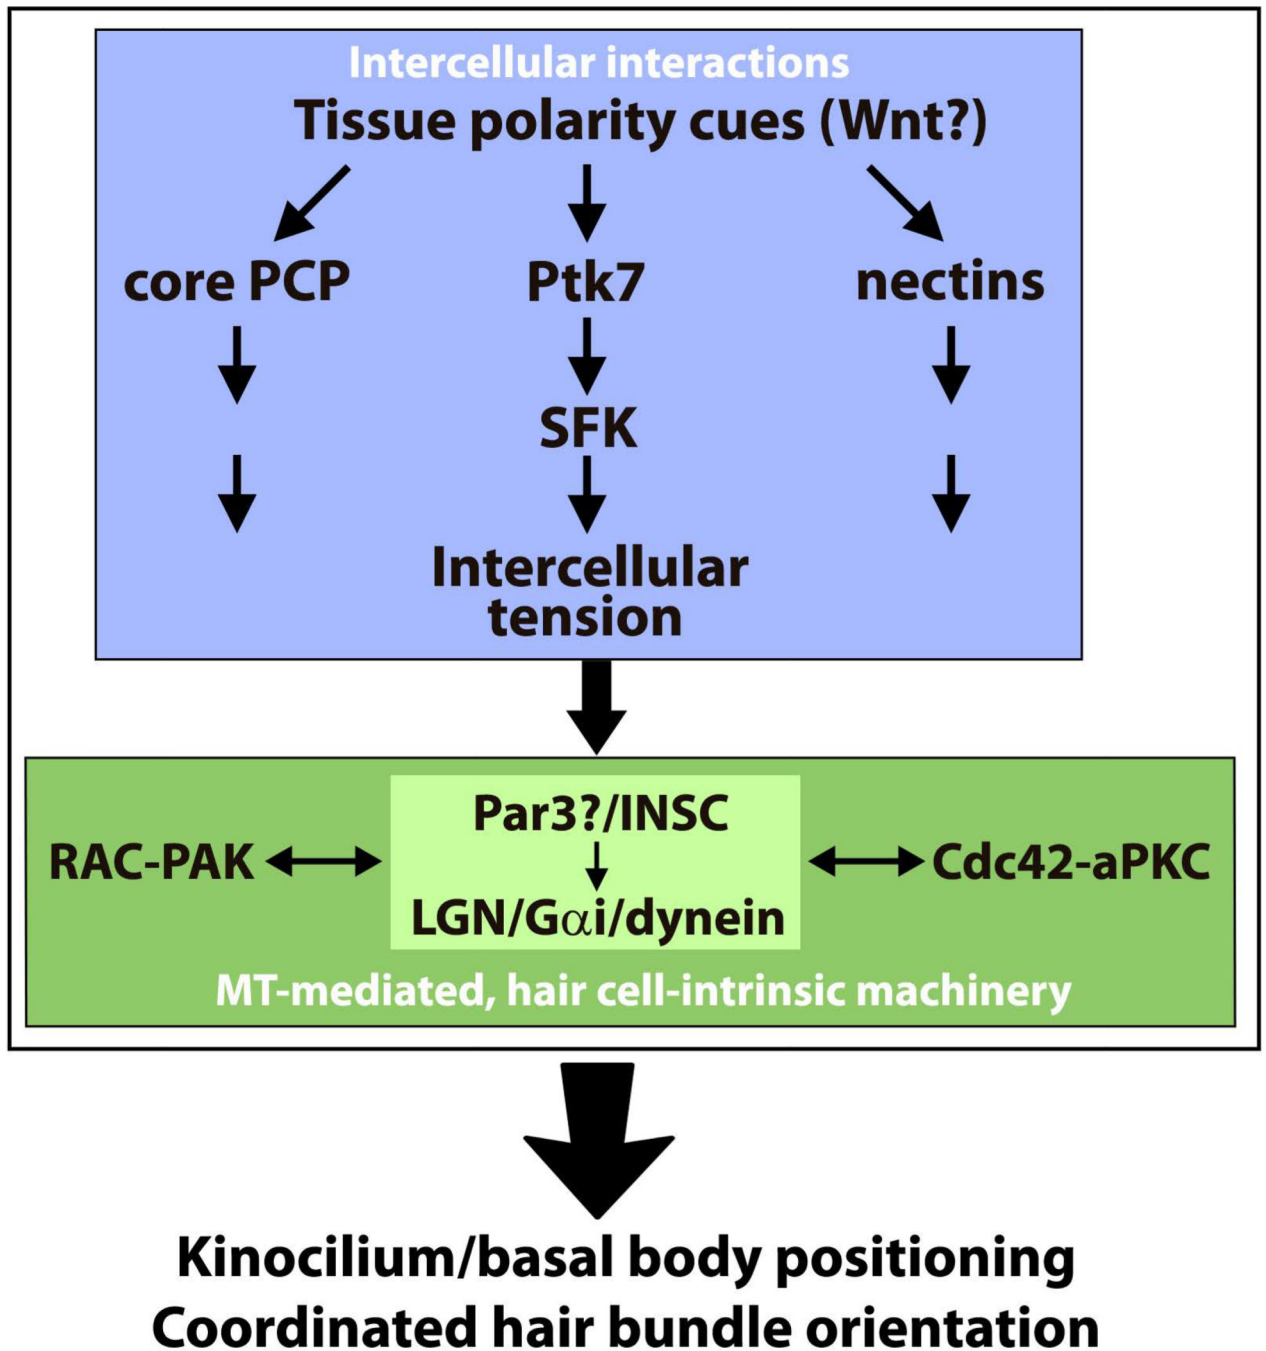 Intercellular interactions
Tissue polarity cues (Wnt?)
core PCP
Ptk7
nectins
SFK
Intercellular
tension
Par3?/INSC
RAC-PAK
Cdc42-aPKC
LGN/Gαi/dynein
MT-mediated, hair cell-intrinsic machinery
Kinocilium/basal body positioning
Coordinated hair bundle orientation